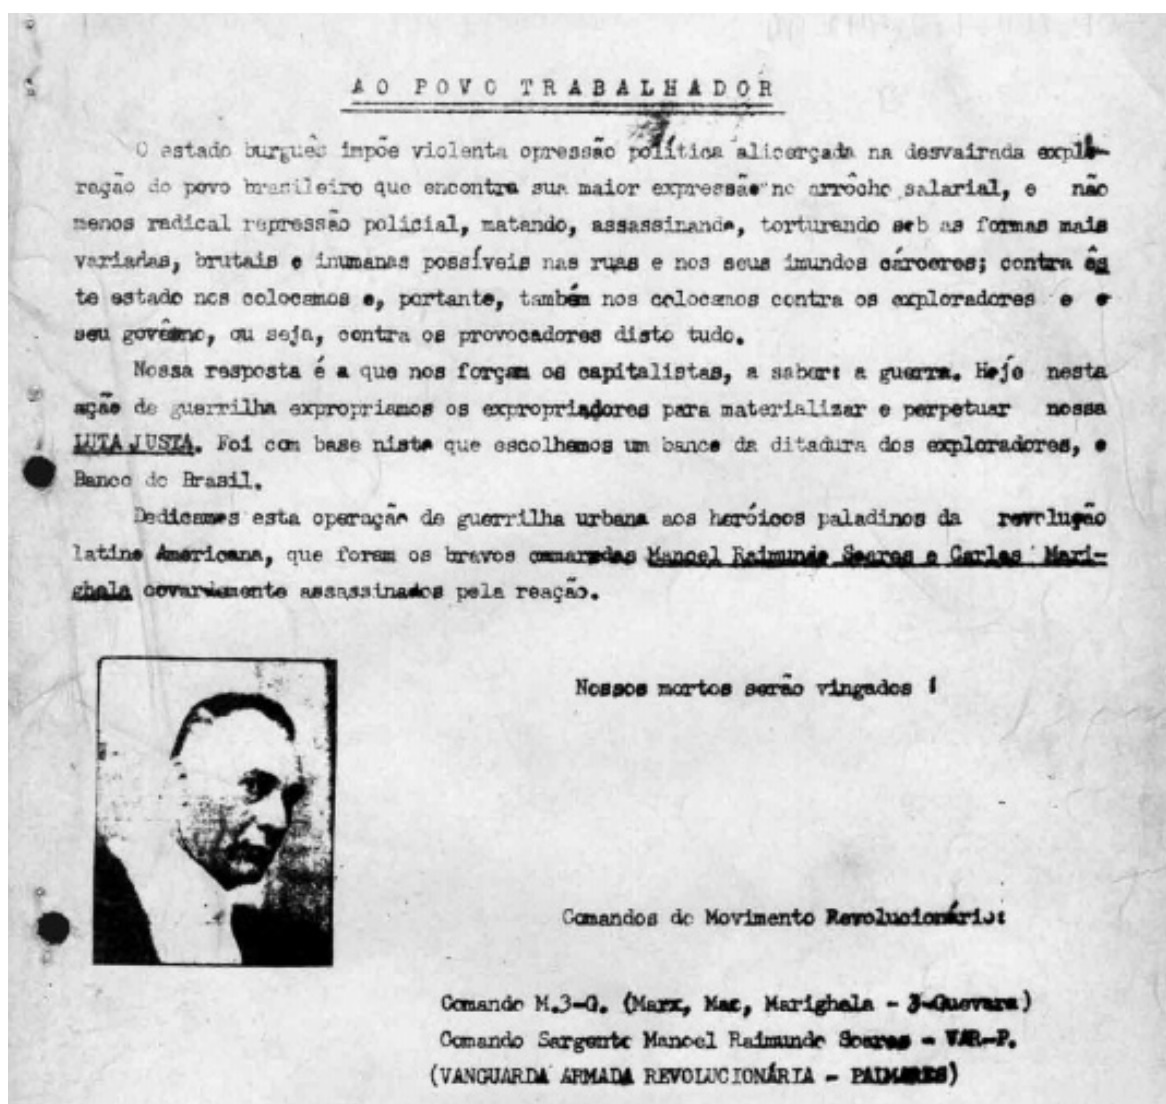 AO POVO TRABALHADOR
O estado burguês impõe violenta opressão política alicerçada na desvairada explo-
ração do povo brasileiro que encontra sua maior expressão no arrôcho salarial, e não
menos radical repressão policial, matando, assassinando, torturando sob as formas mais
variadas, brutais e inumanas possíveis nas ruas e nos seus imundos cárceres; contra ês
te estado nos colocamos e, portanto, também nos colocamos contra os exploradores e o
seu govêrno, ou seja, contra os provocadores disto tudo.
Nossa resposta é a que nos forçam os capitalistas, a saber: a guerra. Hoje nesta
ação de guerrilha expropriamos os expropriadores para materializar e perpetuar nossa
LUTA JUSTA. Foi com base nisto que escolhemos um banco da ditadura dos exploradores, o
Banco do Brasil.
Dedicamos esta operação de guerrilha urbana aos heróicos paladinos da revolução
latino Americana, que foram os bravos camaradas Manoel Raimundo Soares e Carlos Mari-
ghala covardemente assassinados pela reação.
Nossos mortos serão vingados !
Comandos do Movimento Revolucionário:
Comando M.3-G. (Marx, Mao, Marighala - Guevara)
Comando Sargento Manoel Raimundo Soares - VAR-P.
(VANGUARDA ARMADA REVOLUCIONÁRIA - PALMARES)